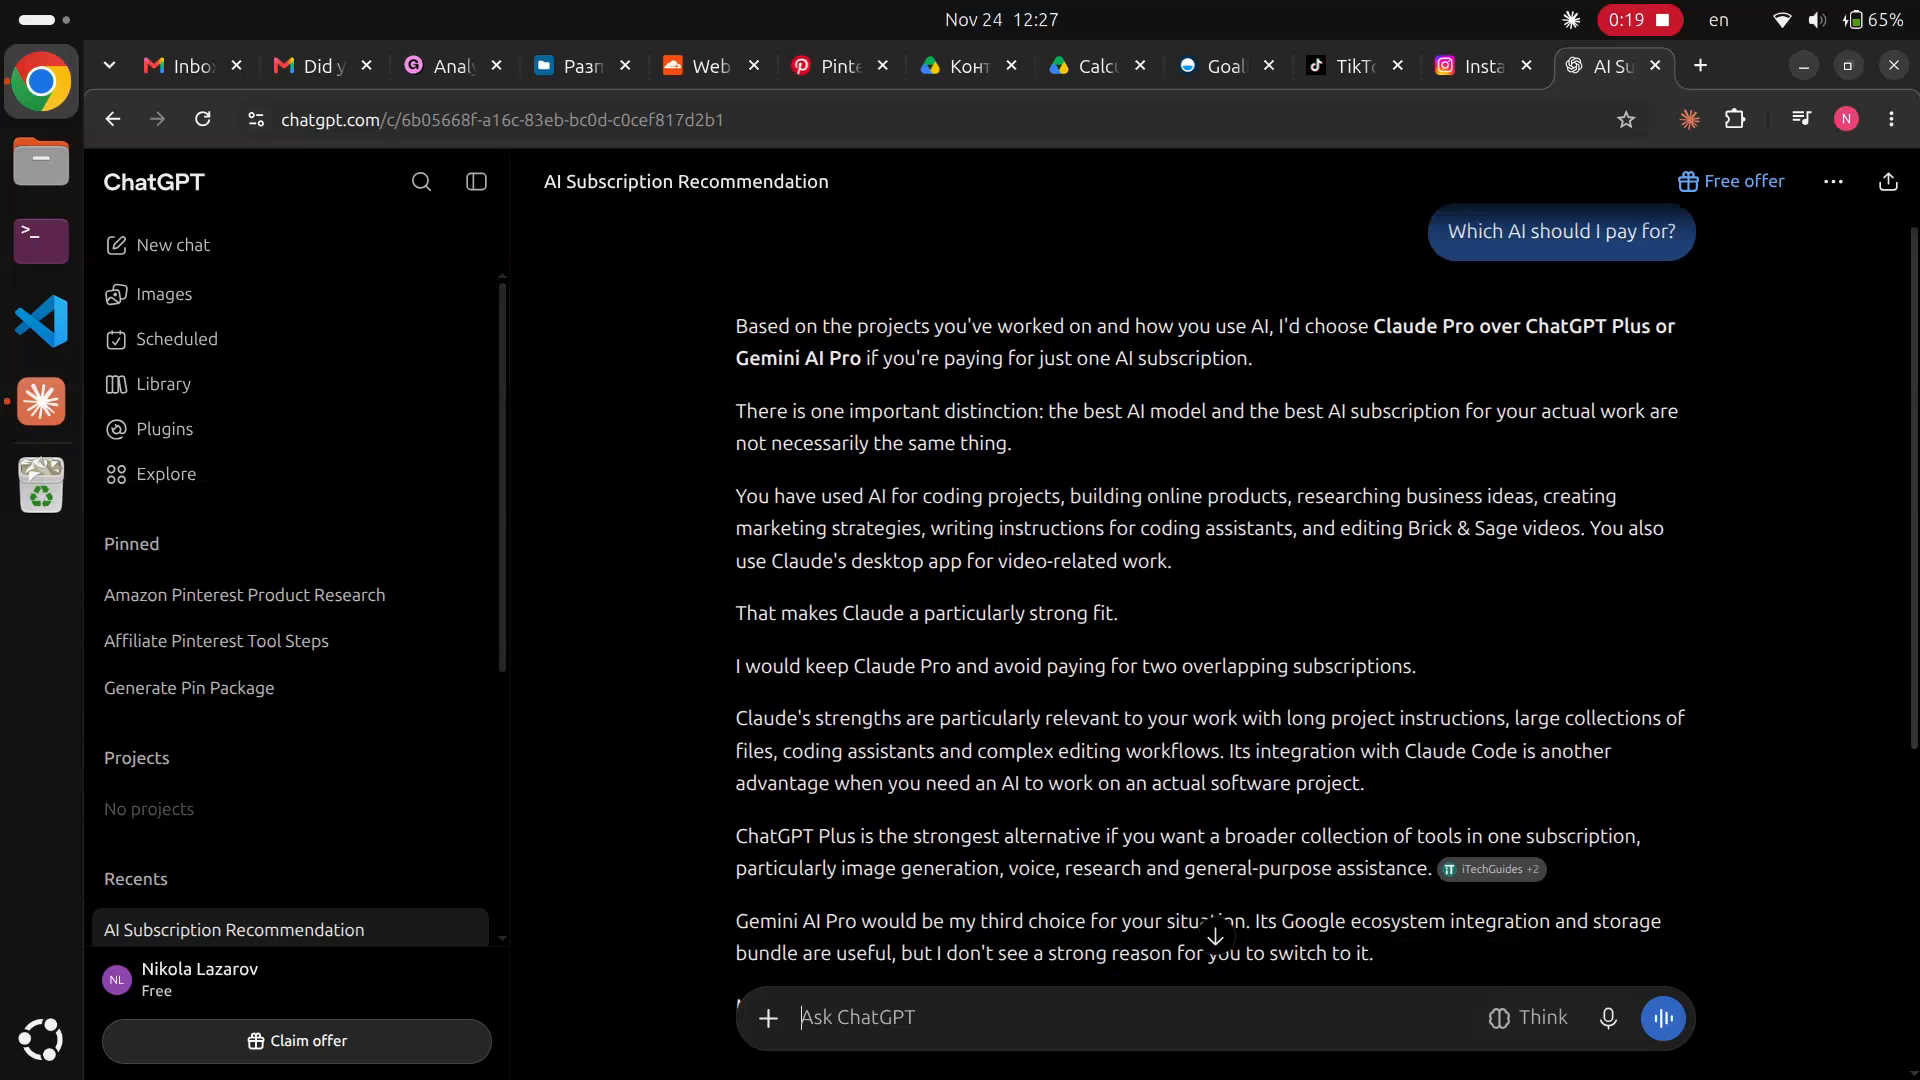 Nov 24 12:27
0:19
en
65%
Inbo
Did y
Anal
Разп
Web
Pinte
Конт
Calcu
Goal
TikTo
Insta
AI Su
chatgpt.com/c/6b05668f-a16c-83eb-bc0d-c0cef817d2b1
N
ChatGPT
New chat
Images
Scheduled
Library
Plugins
Explore
Pinned
Amazon Pinterest Product Research
Affiliate Pinterest Tool Steps
Generate Pin Package
Projects
No projects
Recents
AI Subscription Recommendation
NL
Nikola Lazarov
Free
Claim offer
AI Subscription Recommendation
Free offer
Which AI should I pay for?
Based on the projects you've worked on and how you use AI, I'd choose Claude Pro over ChatGPT Plus or
Gemini AI Pro if you're paying for just one AI subscription.
There is one important distinction: the best AI model and the best AI subscription for your actual work are
not necessarily the same thing.
You have used AI for coding projects, building online products, researching business ideas, creating
marketing strategies, writing instructions for coding assistants, and editing Brick & Sage videos. You also
use Claude's desktop app for video-related work.
That makes Claude a particularly strong fit.
I would keep Claude Pro and avoid paying for two overlapping subscriptions.
Claude's strengths are particularly relevant to your work with long project instructions, large collections of
files, coding assistants and complex editing workflows. Its integration with Claude Code is another
advantage when you need an AI to work on an actual software project.
ChatGPT Plus is the strongest alternative if you want a broader collection of tools in one subscription,
particularly image generation, voice, research and general-purpose assistance. iTechGuides +2
Gemini AI Pro would be my third choice for your situation. Its Google ecosystem integration and storage
bundle are useful, but I don't see a strong reason for you to switch to it.
Ask ChatGPT
Think